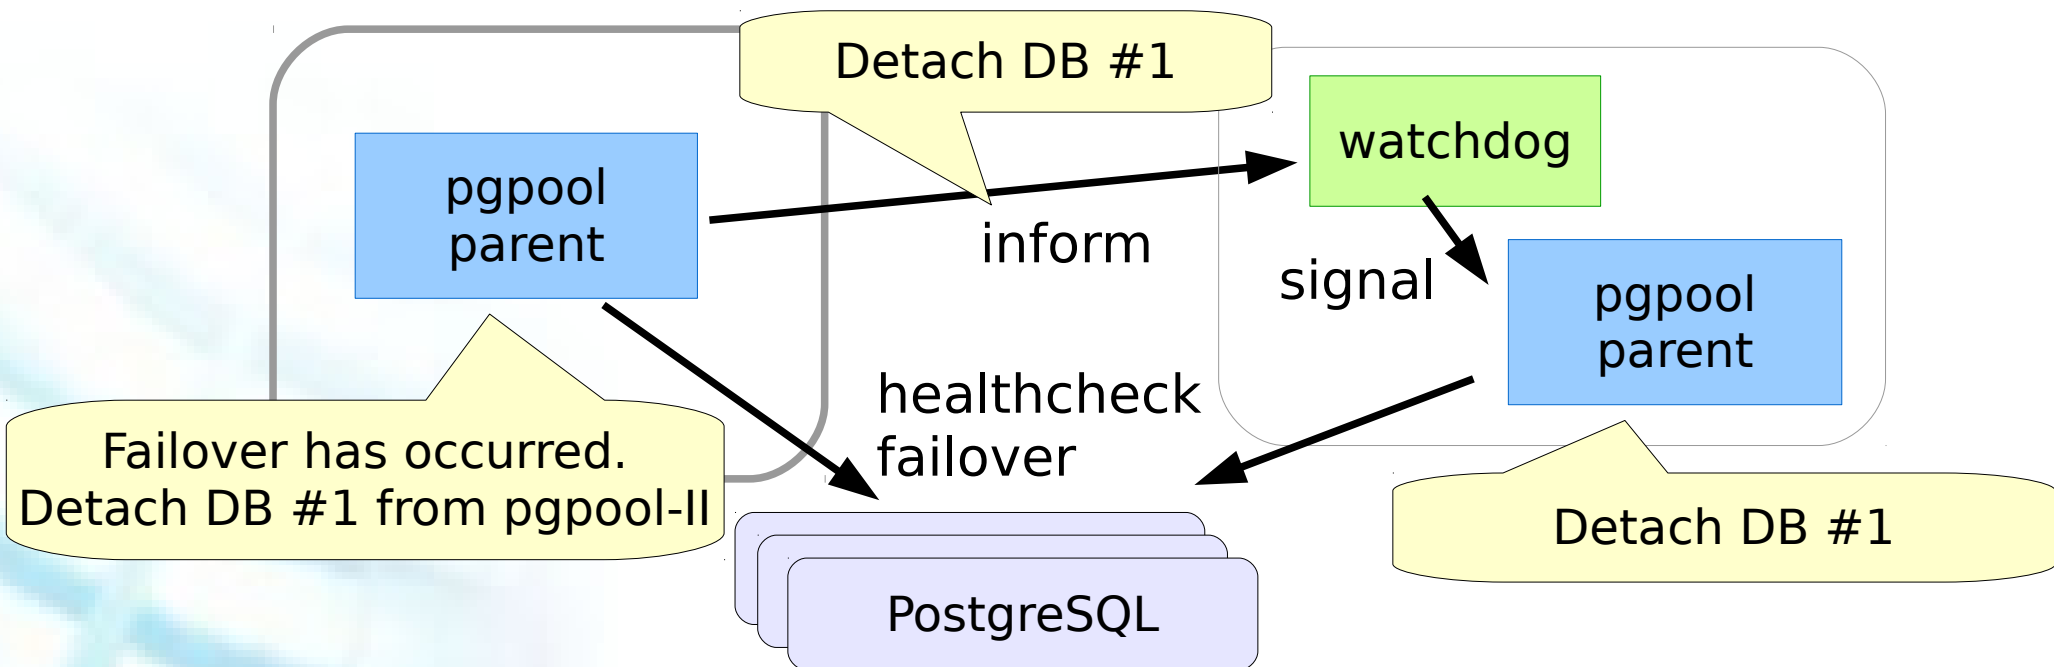 Detach DB #1
watchdog
pgpool
parent
inform
signal
pgpool
parent
healthcheck
failover
Failover has occurred.
Detach DB #1 from pgpool-II
Detach DB #1
PostgreSQL